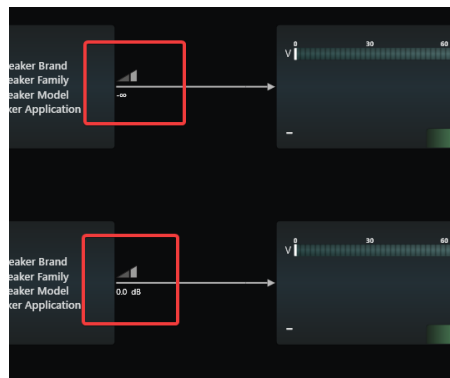 0 30 60
V
eaker Brand
eaker Family
eaker Model
ker Application
-∞
–
0 30 60
V
eaker Brand
eaker Family
eaker Model
ker Application
0.0 dB
–